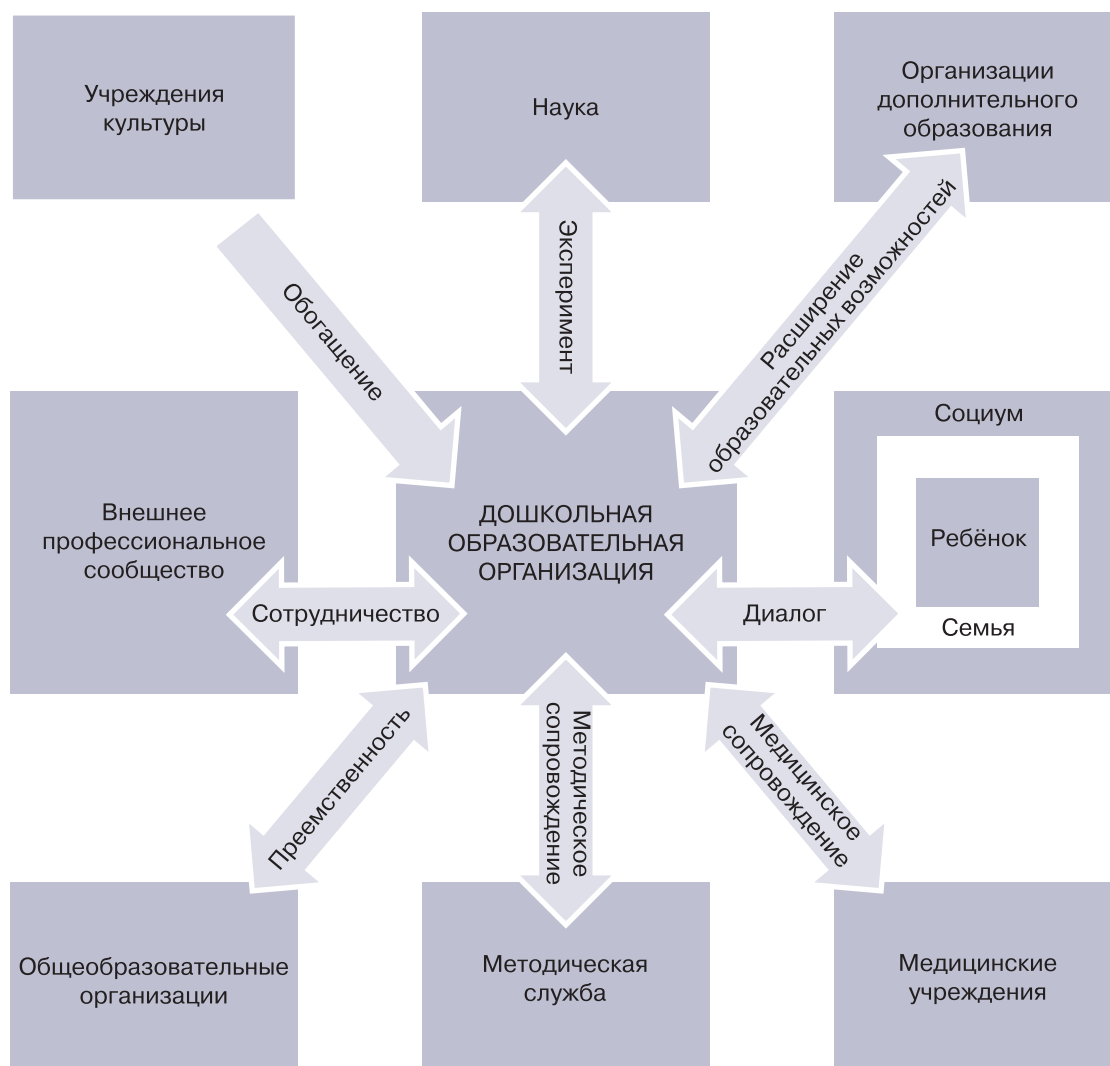 Учреждения
культуры
Наука
Организации
дополнительного
образования
Обогащение
Эксперимент
Расширение
образовательных возможностей
Внешнее
профессиональное
сообщество
ДОШКОЛЬНАЯ
ОБРАЗОВАТЕЛЬНАЯ
ОРГАНИЗАЦИЯ
Социум
Ребёнок
Семья
Сотрудничество
Диалог
Преемственность
Методическое
сопровождение
Медицинское
сопровождение
Общеобразовательные
организации
Методическая
служба
Медицинские
учреждения